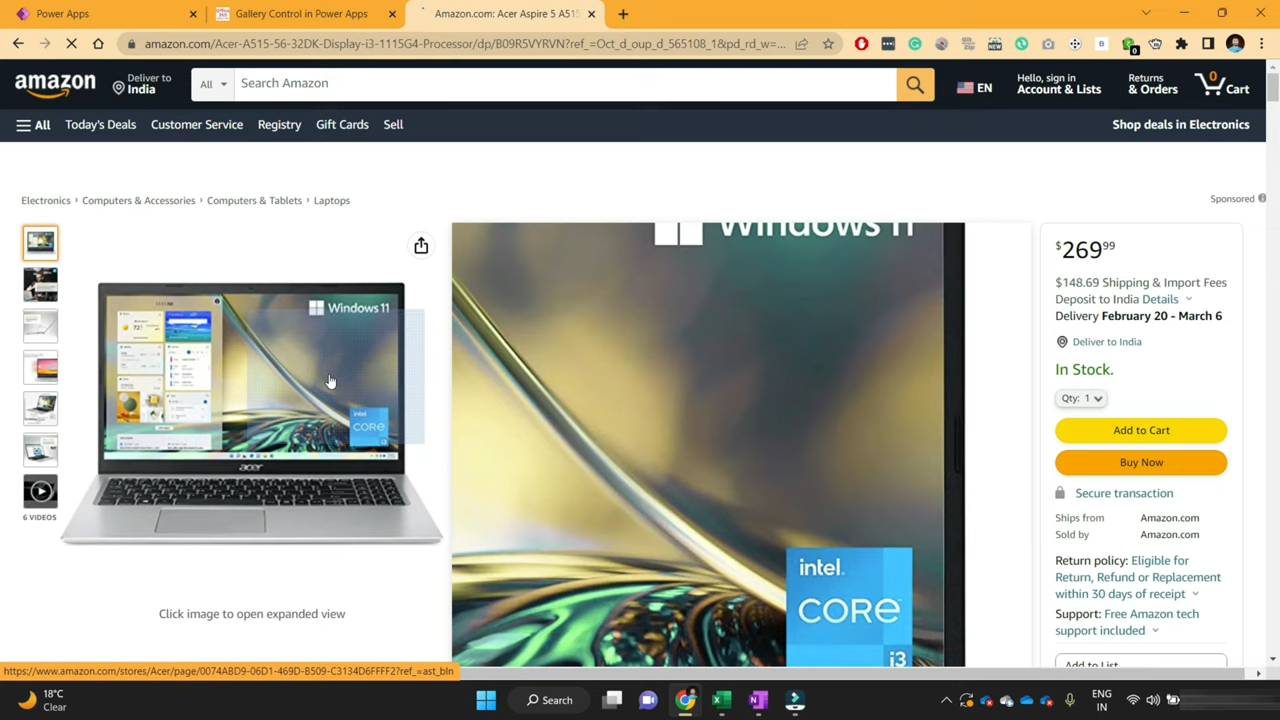 Power Apps
Gallery Control in Power Apps
Amazon.com: Acer Aspire 5 A515
amazon.com/Acer-A515-56-32DK-Display-i3-1115G4-Processor/dp/B09R5VYRVN?ref_=Oct_d_oup_d_565108_1&pd_rd_w=...
amazon
Deliver to
India
All
Search Amazon
EN
Hello, sign in
Account & Lists
Returns
& Orders
0
Cart
All
Today's Deals
Customer Service
Registry
Gift Cards
Sell
Shop deals in Electronics
Electronics › Computers & Accessories › Computers & Tablets › Laptops
Sponsored
Windows 11
intel
CORE
i3
acer
6 VIDEOS
Click image to open expanded view
Windows 11
intel.
CORE
i3
$269.99
$148.69 Shipping & Import Fees
Deposit to India Details
Delivery February 20 - March 6
Deliver to India
In Stock.
Qty: 1
Add to Cart
Buy Now
Secure transaction
Ships from Amazon.com
Sold by Amazon.com
Return policy: Eligible for
Return, Refund or Replacement
within 30 days of receipt
Support: Free Amazon tech
support included
Add to List
https://www.amazon.com/stores/Acer/page/0074ABD9-06D1-469D-B509-C3134D6FFFF2?ref_=ast_bln
18°C
Clear
Search
ENG
IN